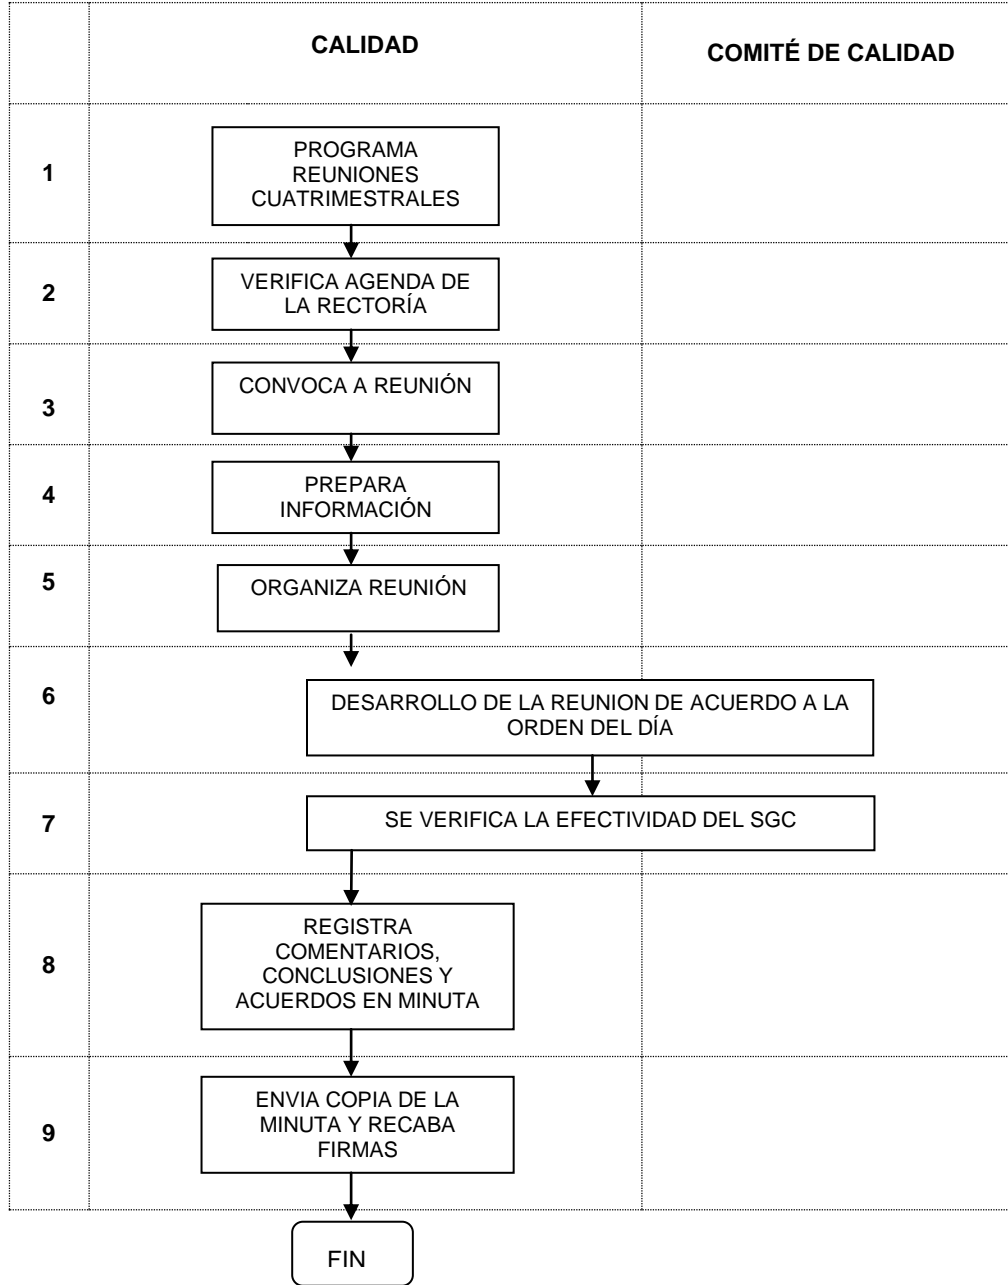 CALIDAD
COMITÉ DE CALIDAD
1
PROGRAMA
REUNIONES
CUATRIMESTRALES
2
VERIFICA AGENDA DE
LA RECTORÍA
3
CONVOCA A REUNIÓN
4
PREPARA
INFORMACIÓN
5
ORGANIZA REUNIÓN
6
DESARROLLO DE LA REUNION DE ACUERDO A LA
ORDEN DEL DÍA
7
SE VERIFICA LA EFECTIVIDAD DEL SGC
8
REGISTRA
COMENTARIOS,
CONCLUSIONES Y
ACUERDOS EN MINUTA
9
ENVIA COPIA DE LA
MINUTA Y RECABA
FIRMAS
FIN